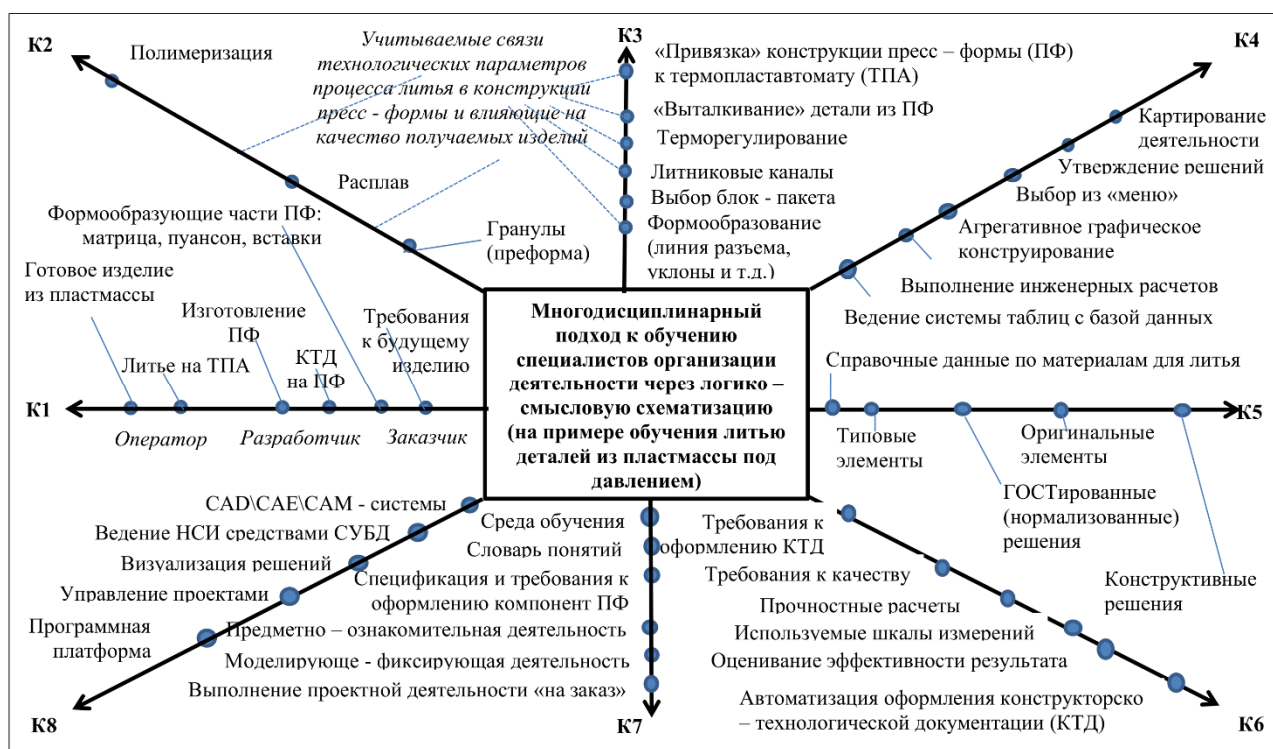 К2
Полимеризация
Учитываемые связи
технологических параметров
процесса литья в конструкции
пресс - формы и влияющие на
качество получаемых изделий
Расплав
Гранулы
(преформа)
К3
«Привязка» конструкции пресс – формы (ПФ)
к термопластавтомату (ТПА)
«Выталкивание» детали из ПФ
Терморегулирование
Литниковые каналы
Выбор блок - пакета
Формообразование
(линия разъема,
уклоны и т.д.)
К4
Картирование
деятельности
Утверждение решений
Выбор из «меню»
Агрегативное графическое
конструирование
Выполнение инженерных расчетов
Ведение системы таблиц с базой данных
Формообразующие части ПФ:
матрица, пуансон, вставки
Готовое изделие
из пластмассы
Изготовление
ПФ
Требования
к будущему
изделию
Литье на ТПА
КТД
на ПФ
К1
Оператор
Разработчик
Заказчик
Многодисциплинарный
подход к обучению
специалистов организации
деятельности через логико –
смысловую схематизацию
(на примере обучения литью
деталей из пластмассы под
давлением)
Справочные данные по материалам для литья
К5
Типовые
элементы
Оригинальные
элементы
ГОСТированные
(нормализованные)
решения
Конструктивные
решения
CAD\CAE\CAM - системы
Ведение НСИ средствами СУБД
Визуализация решений
Управление проектами
Программная
платформа
К8
Среда обучения
Словарь понятий
Спецификация и требования к
оформлению компонент ПФ
Предметно – ознакомительная деятельность
Моделирующе - фиксирующая деятельность
Выполнение проектной деятельности «на заказ»
К7
Требования к
оформлению КТД
Требования к качеству
Прочностные расчеты
Используемые шкалы измерений
Оценивание эффективности результата
Автоматизация оформления конструкторско
– технологической документации (КТД)
К6